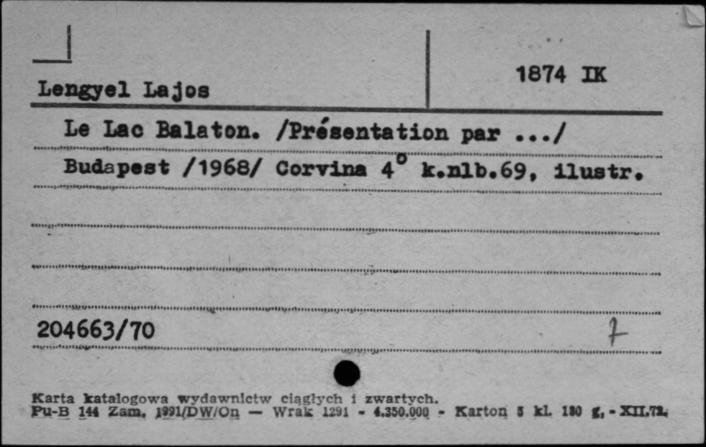 1874 IK
Lengyel Lajos
Le Lac Balaton. /Présentation par .../
Budapest /1968/ Corvina 4° k.nlb.69, ilustr.
204663/70 7
Karta katalogowa wydawnictw ciągłych i zwartych.
Pu-B 144 Zam. 1991/DW/On — Wrak 1291 - 4.350.000 - Karton 5 kl. 180 g, - XII.72.